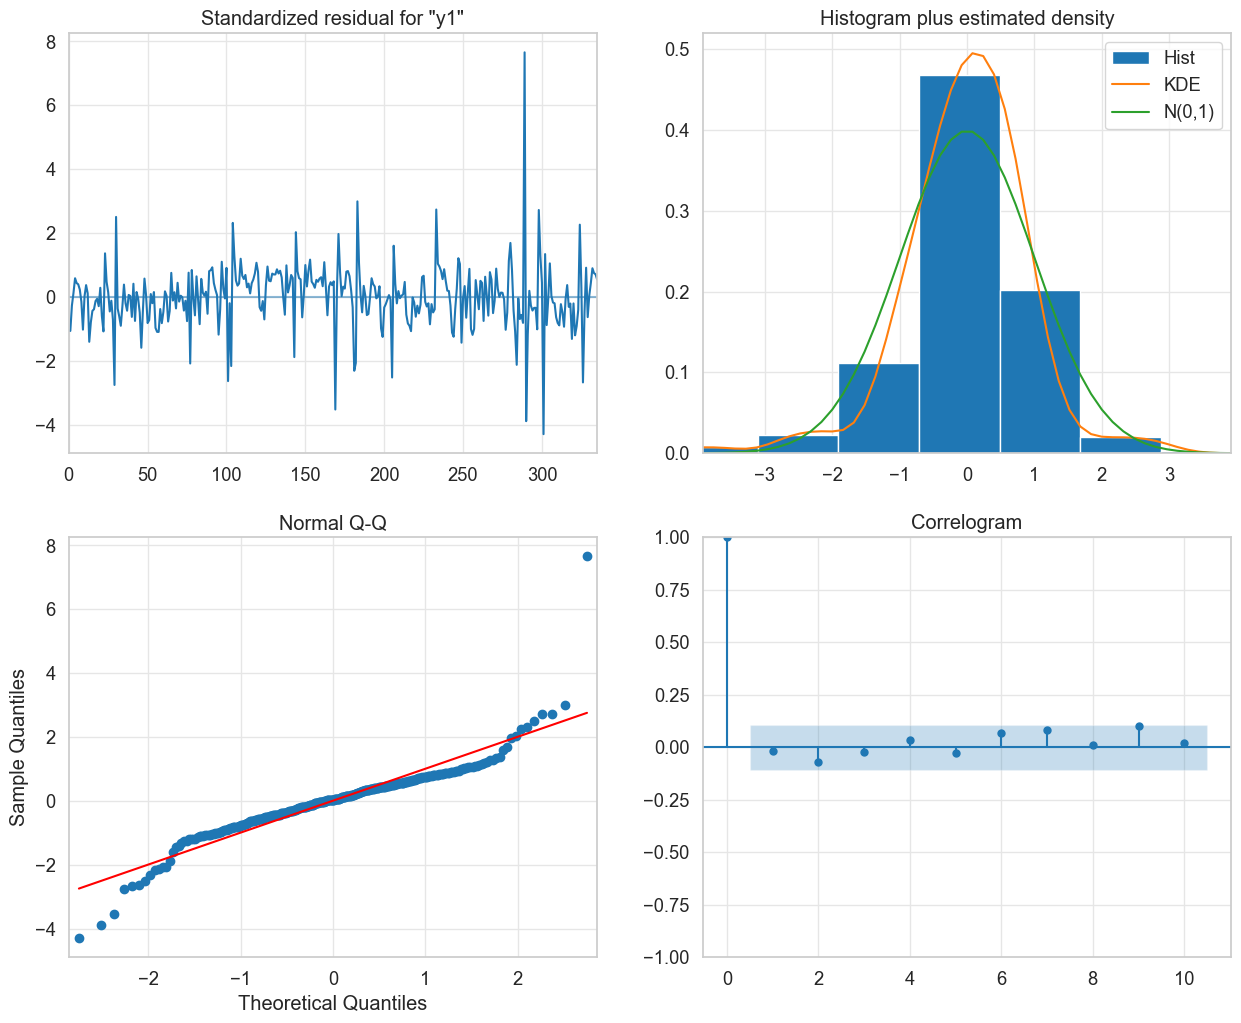 Standardized residual for "y1"
8
6
4
2
0
−2
−4
0 50 100 150 200 250 300
Histogram plus estimated density
Hist
KDE
N(0,1)
0.5
0.4
0.3
0.2
0.1
0.0
−3 −2 −1 0 1 2 3
Normal Q-Q
Sample Quantiles
8
6
4
2
0
−2
−4
−2 −1 0 1 2
Theoretical Quantiles
Correlogram
1.00
0.75
0.50
0.25
0.00
−0.25
−0.50
−0.75
−1.00
0 2 4 6 8 10